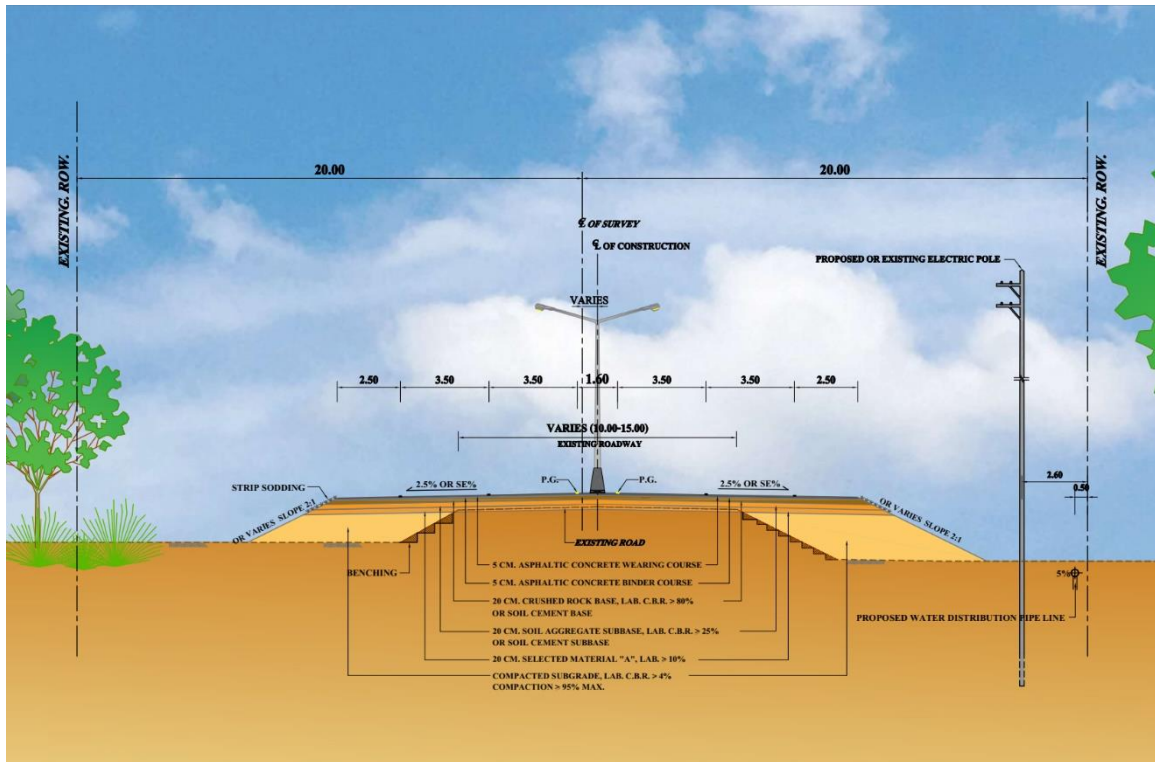 20.00
20.00
EXISTING. ROW.
EXISTING. ROW.
℄ OF SURVEY
℄ OF CONSTRUCTION
PROPOSED OR EXISTING ELECTRIC POLE
VARIES
2.50
3.50
3.50
1.60
3.50
3.50
2.50
VARIES (10.00-15.00)
EXISTING ROADWAY
2.60
0.50
STRIP SODDING
2.5% OR SE%
P.G.
P.G.
2.5% OR SE%
OR VARIES SLOPE 2:1
OR VARIES SLOPE 2:1
EXISTING ROAD
BENCHING
5 CM. ASPHALTIC CONCRETE WEARING COURSE
5 CM. ASPHALTIC CONCRETE BINDER COURSE
5%
20 CM. CRUSHED ROCK BASE, LAB. C.B.R. > 80%
OR SOIL CEMENT BASE
PROPOSED WATER DISTRIBUTION PIPE LINE
20 CM. SOIL AGGREGATE SUBBASE, LAB. C.B.R. > 25%
OR SOIL CEMENT SUBBASE
20 CM. SELECTED MATERIAL "A", LAB. > 10%
COMPACTED SUBGRADE, LAB. C.B.R. > 4%
COMPACTION > 95% MAX.